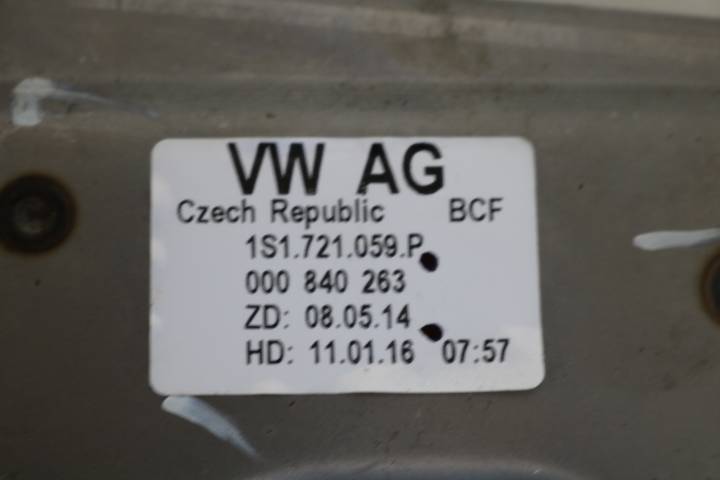 VW AG
Czech Republic BCF
1S1.721.059.P
000 840 263
ZD: 08.05.14
HD: 11.01.16 07:57